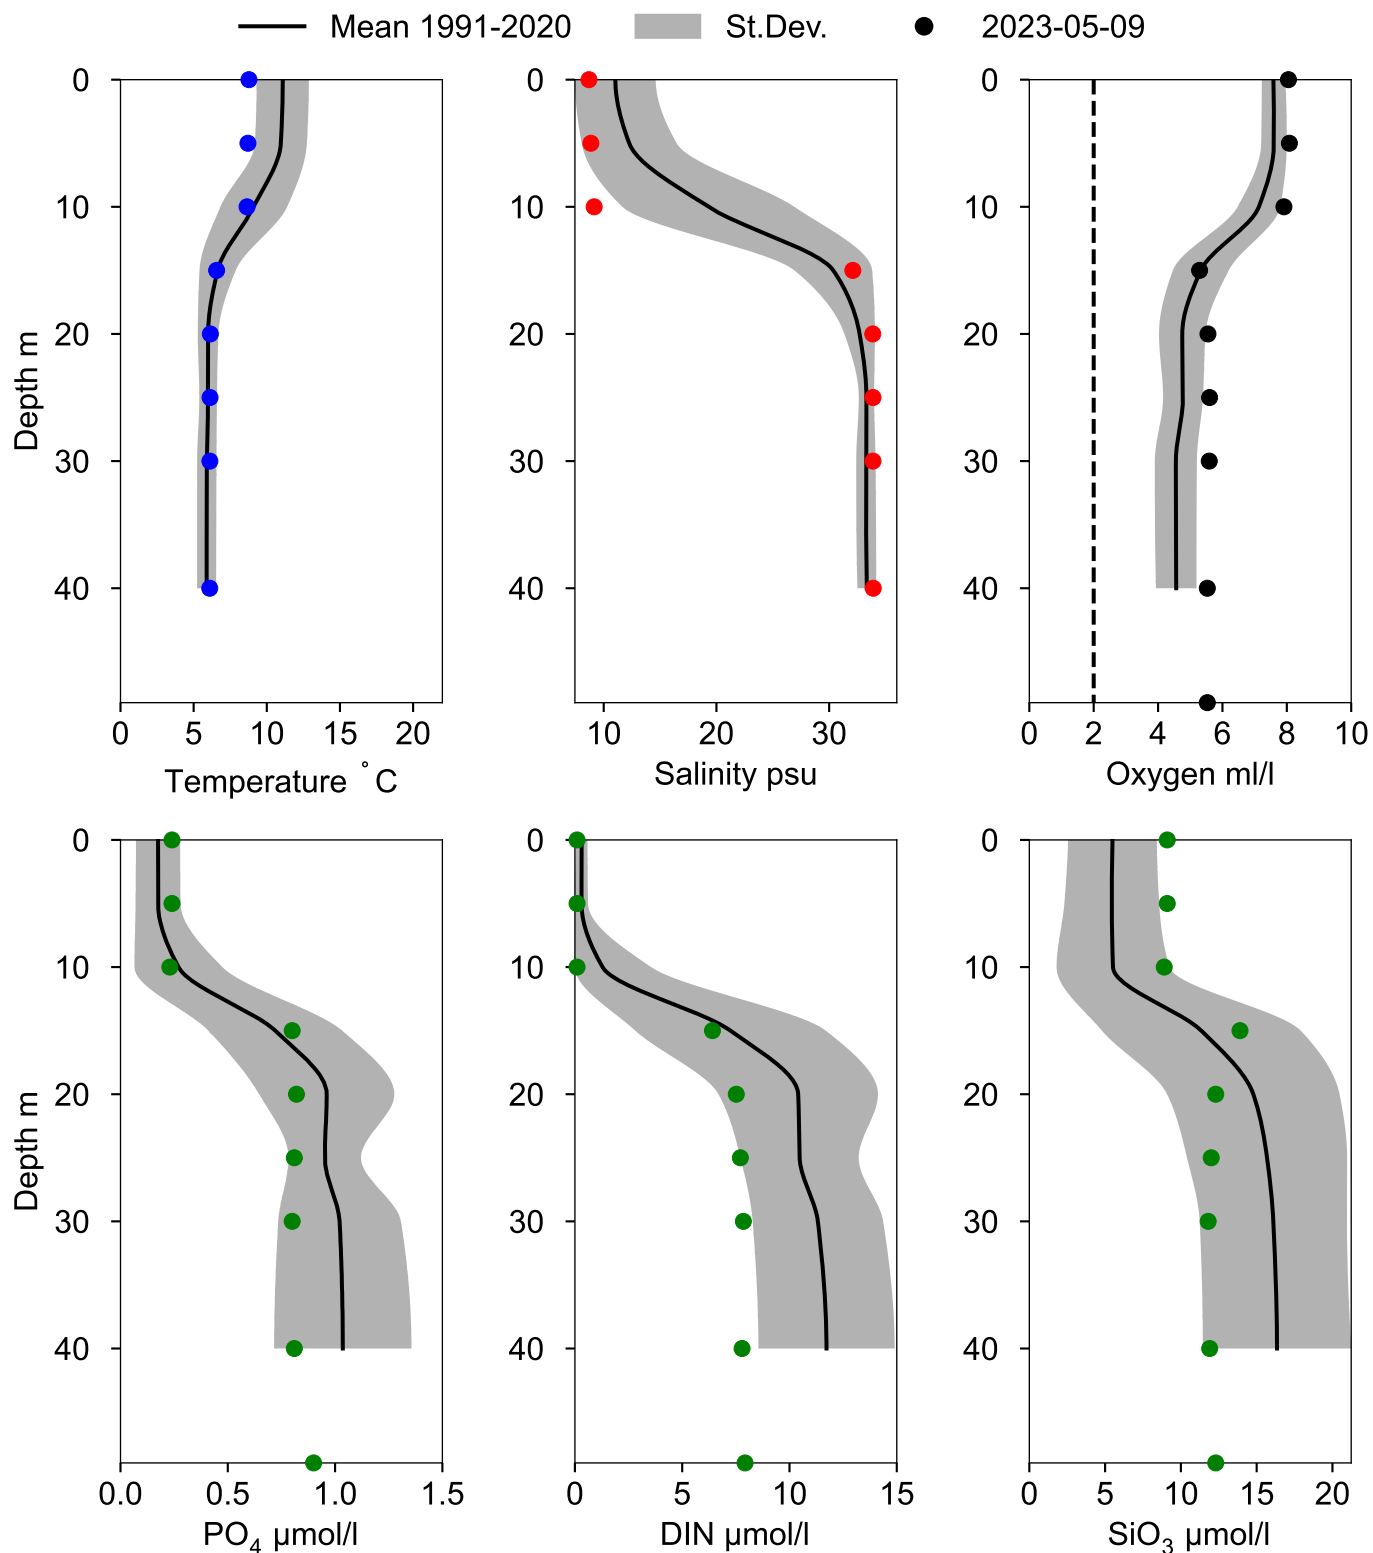 Mean 1991-2020 St.Dev. 2023-05-09
0 0 0
10 10 10
20 20 20
30 30 30
40 40 40
Depth m
0 5 10 15 20 10 20 30 0 2 4 6 8 10
Temperature °C Salinity psu Oxygen ml/l
0 0 0
10 10 10
20 20 20
30 30 30
40 40 40
Depth m
0.0 0.5 1.0 1.5 0 5 10 15 0 5 10 15 20
PO₄ µmol/l DIN µmol/l SiO₃ µmol/l